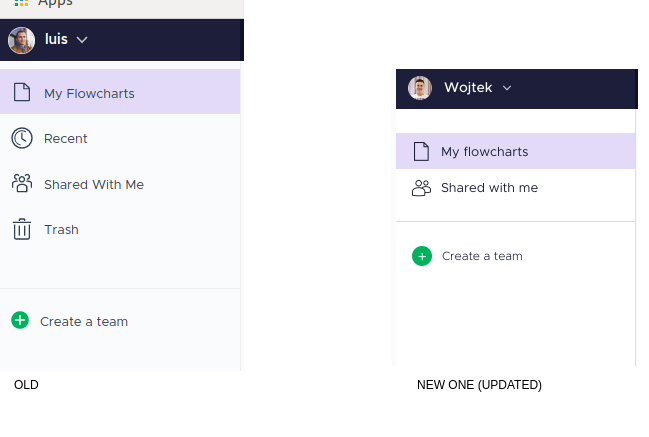 Apps
luis
My Flowcharts
Recent
Shared With Me
Trash
Create a team
OLD
Wojtek
My flowcharts
Shared with me
Create a team
NEW ONE (UPDATED)